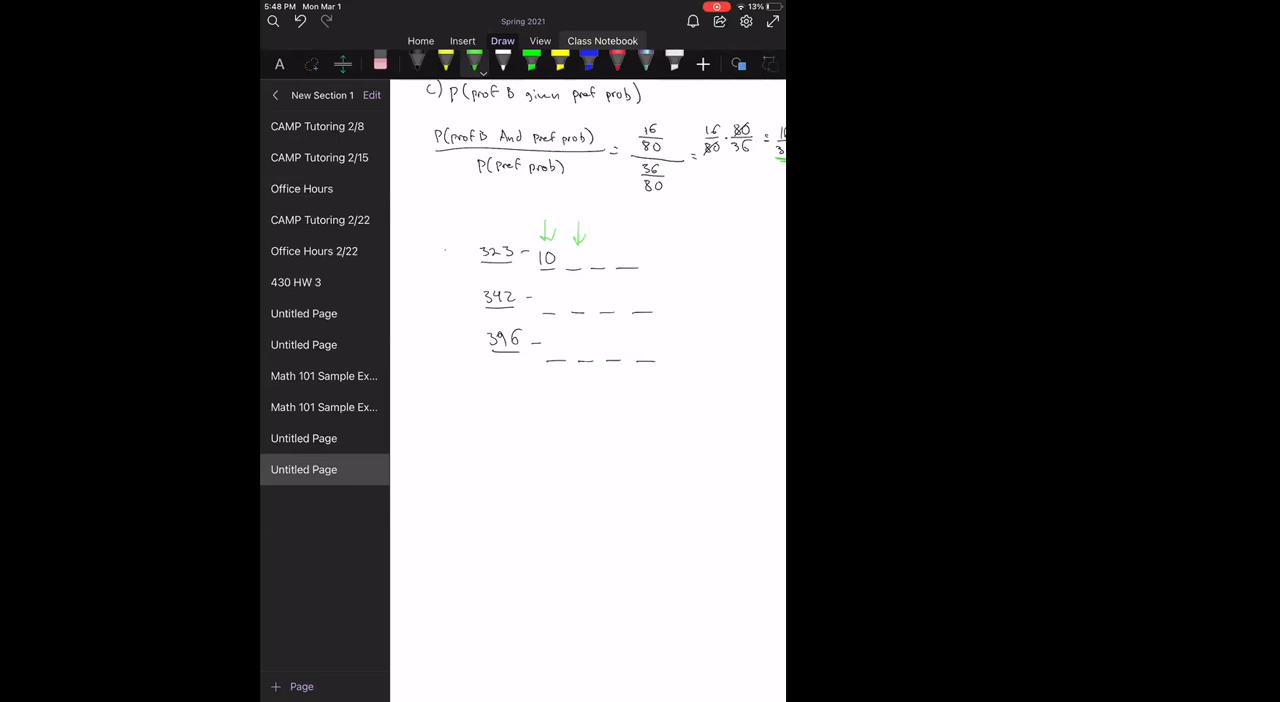 5:48 PM Mon Mar 1
13%
Spring 2021
Home Insert Draw View Class Notebook
A
New Section 1 Edit
CAMP Tutoring 2/8
CAMP Tutoring 2/15
Office Hours
CAMP Tutoring 2/22
Office Hours 2/22
430 HW 3
Untitled Page
Untitled Page
Math 101 Sample Ex...
Math 101 Sample Ex...
Untitled Page
Untitled Page
+ Page
C) P(prof B given pref prob)
P(prof B And pref prob) / P(pref prob) = 16/80 / 36/80 = 16/80 · 80/36 =
323 - 10 _ _ _
342 - _ _ _ _
396 - _ _ _ _